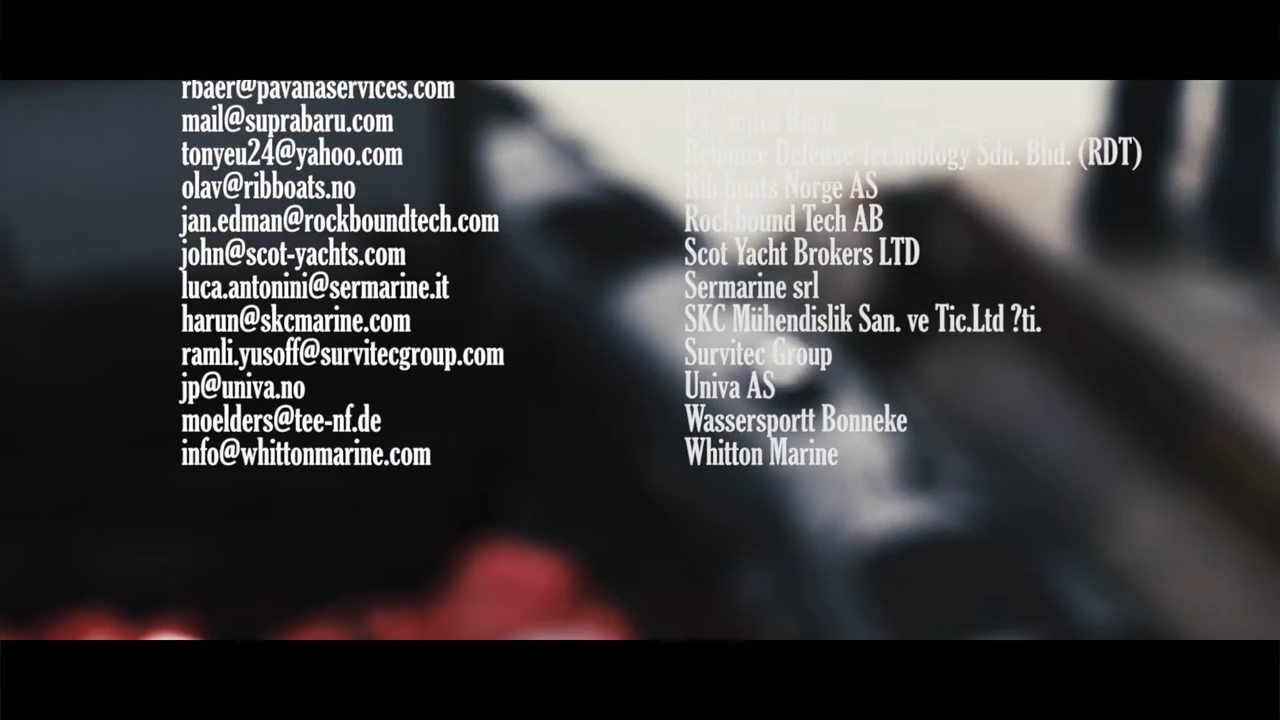 rbaer@pavanaservices.com
mail@suprabaru.com PT. Supra Baru
tonyeu24@yahoo.com Reliance Defense Technology Sdn. Bhd. (RDT)
olav@ribboats.no Rib boats Norge AS
jan.edman@rockboundtech.com Rockbound Tech AB
john@scot-yachts.com Scot Yacht Brokers LTD
luca.antonini@sermarine.it Sermarine srl
harun@skcmarine.com SKC Mühendislik San. ve Tic.Ltd ?ti.
ramli.yusoff@survitecgroup.com Survitec Group
jp@univa.no Univa AS
moelders@tee-nf.de Wassersportt Bonneke
info@whittonmarine.com Whitton Marine